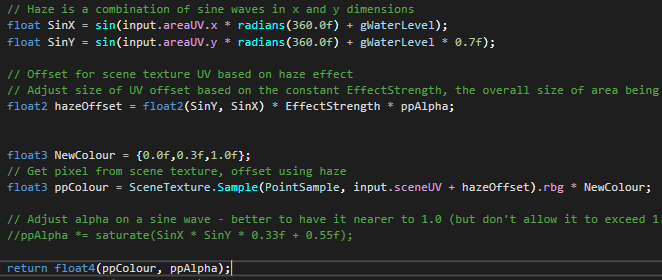 // Haze is a combination of sine waves in x and y dimensions
float SinX = sin(input.areaUV.x * radians(360.0f) + gWaterLevel);
float SinY = sin(input.areaUV.y * radians(360.0f) + gWaterLevel * 0.7f);
// Offset for scene texture UV based on haze effect
// Adjust size of UV offset based on the constant EffectStrength, the overall size of area being
float2 hazeOffset = float2(SinY, SinX) * EffectStrength * ppAlpha;
float3 NewColour = {0.0f,0.3f,1.0f};
// Get pixel from scene texture, offset using haze
float3 ppColour = SceneTexture.Sample(PointSample, input.sceneUV + hazeOffset).rbg * NewColour;
// Adjust alpha on a sine wave - better to have it nearer to 1.0 (but don't allow it to exceed 1.
//ppAlpha *= saturate(SinX * SinY * 0.33f + 0.55f);
return float4(ppColour, ppAlpha);